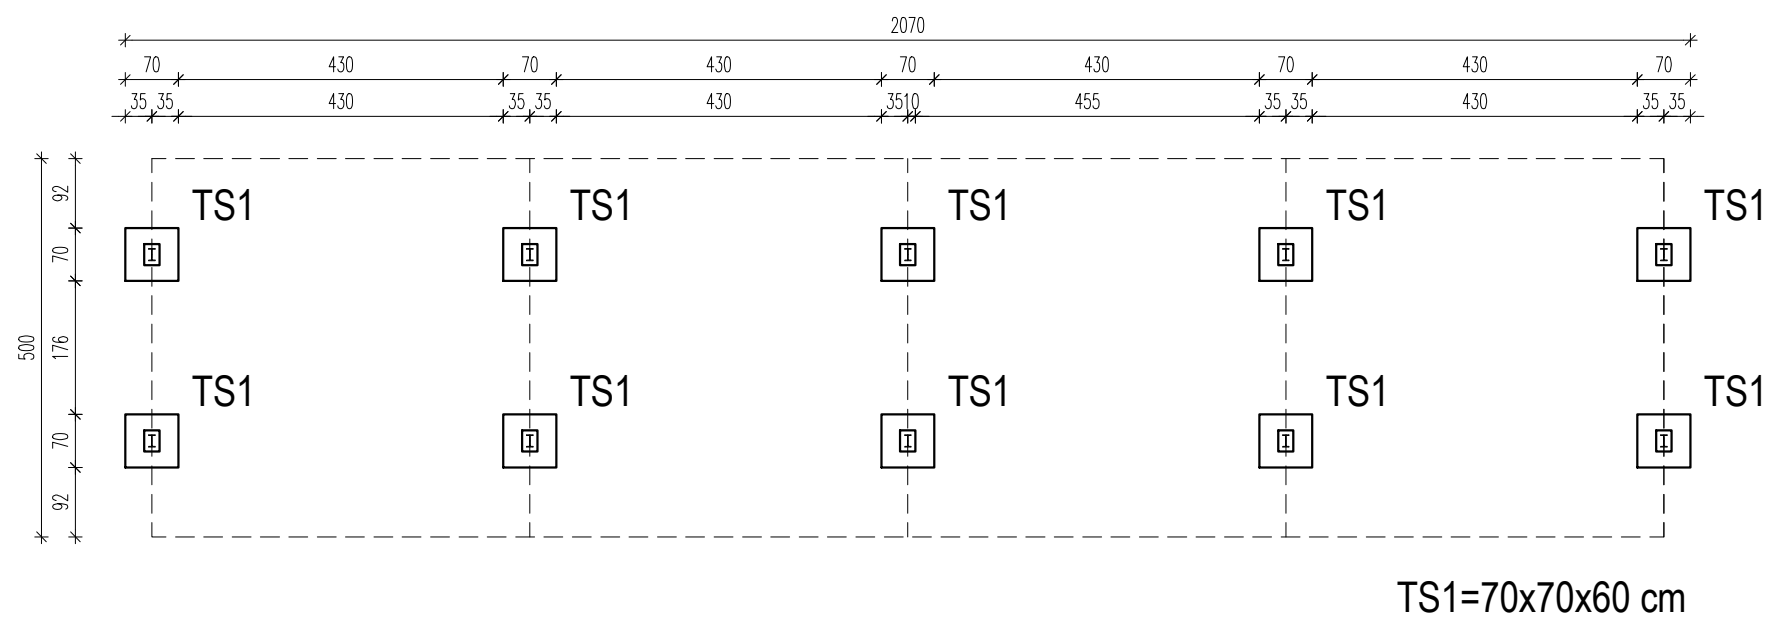 2070
70 430 70 430 70 430 70 430 70
35 35 430 35 35 430 3510 455 35 35 430 35 35
500
92
70
176
70
92
TS1 TS1 TS1 TS1 TS1
I I I I I
TS1 TS1 TS1 TS1 TS1
I I I I I
TS1=70x70x60 cm